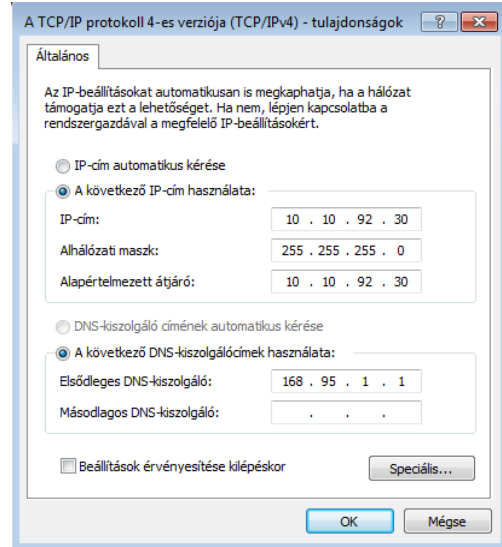 A TCP/IP protokoll 4-es verziója (TCP/IPv4) - tulajdonságok
Általános
Az IP-beállításokat automatikusan is megkaphatja, ha a hálózat
támogatja ezt a lehetőséget. Ha nem, lépjen kapcsolatba a
rendszergazdával a megfelelő IP-beállításokért.
IP-cím automatikus kérése
A következő IP-cím használata:
IP-cím: 10 . 10 . 92 . 30
Alhálózati maszk: 255 . 255 . 255 . 0
Alapértelmezett átjáró: 10 . 10 . 92 . 30
DNS-kiszolgáló címének automatikus kérése
A következő DNS-kiszolgálócímek használata:
Elsődleges DNS-kiszolgáló: 168 . 95 . 1 . 1
Másodlagos DNS-kiszolgáló: . . .
Beállítások érvényesítése kilépéskor
Speciális...
OK Mégse